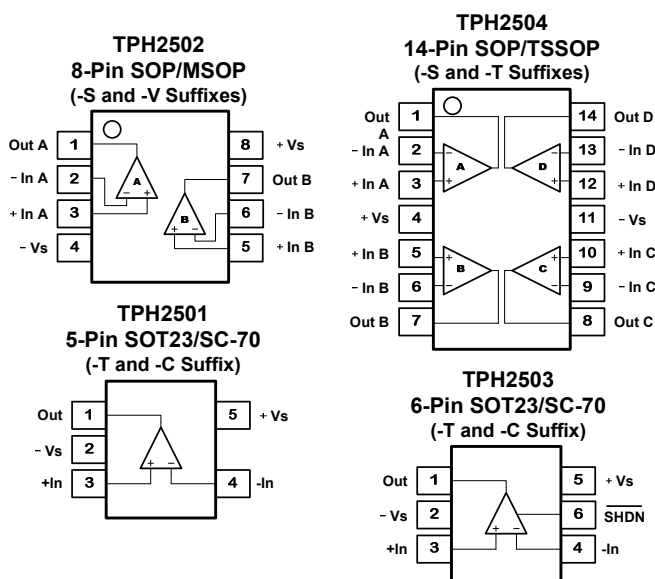 TPH2502
8-Pin SOP/MSOP
(-S and -V Suffixes)
Out A 1 8 + Vs
– In A 2 A 7 Out B
+ In A 3 B 6 – In B
– Vs 4 5 + In B
TPH2504
14-Pin SOP/TSSOP
(-S and -T Suffixes)
Out A 1 14 Out D
– In A 2 A D 13 – In D
+ In A 3 12 + In D
+ Vs 4 11 – Vs
+ In B 5 B C 10 + In C
– In B 6 9 – In C
Out B 7 8 Out C
TPH2501
5-Pin SOT23/SC-70
(-T and -C Suffix)
Out 1 5 + Vs
– Vs 2
+In 3 + – 4 -In
TPH2503
6-Pin SOT23/SC-70
(-T and -C Suffix)
Out 1 5 + Vs
– Vs 2 6 SHDN
+In 3 + – 4 -In